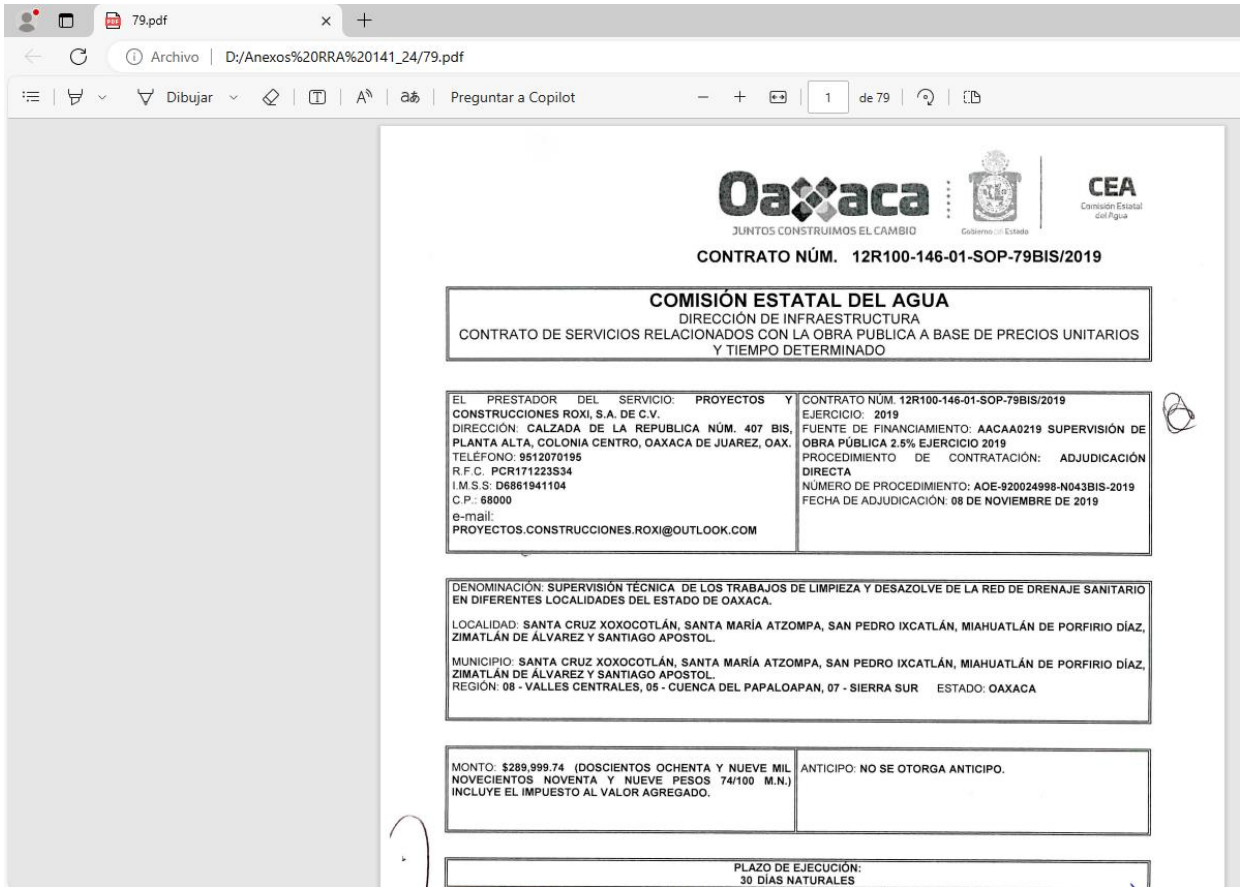 79.pdf
Archivo | D:/Anexos%20RRA%20141_24/79.pdf
Dibujar
Preguntar a Copilot
1 de 79
Oaxaca
JUNTOS CONSTRUIMOS EL CAMBIO
Gobierno del Estado
CEA
Comisión Estatal
del Agua
CONTRATO NÚM. 12R100-146-01-SOP-79BIS/2019
COMISIÓN ESTATAL DEL AGUA
DIRECCIÓN DE INFRAESTRUCTURA
CONTRATO DE SERVICIOS RELACIONADOS CON LA OBRA PUBLICA A BASE DE PRECIOS UNITARIOS
Y TIEMPO DETERMINADO
EL PRESTADOR DEL SERVICIO: PROYECTOS Y
CONSTRUCCIONES ROXI, S.A. DE C.V.
DIRECCIÓN: CALZADA DE LA REPUBLICA NÚM. 407 BIS,
PLANTA ALTA, COLONIA CENTRO, OAXACA DE JUAREZ, OAX.
TELÉFONO: 9512070195
R.F.C. PCR171223S34
I.M.S.S: D6861941104
C.P.: 68000
e-mail:
PROYECTOS.CONSTRUCCIONES.ROXI@OUTLOOK.COM
CONTRATO NÚM. 12R100-146-01-SOP-79BIS/2019
EJERCICIO: 2019
FUENTE DE FINANCIAMIENTO: AACAA0219 SUPERVISIÓN DE
OBRA PÚBLICA 2.5% EJERCICIO 2019
PROCEDIMIENTO DE CONTRATACIÓN: ADJUDICACIÓN
DIRECTA
NÚMERO DE PROCEDIMIENTO: AOE-920024998-N043BIS-2019
FECHA DE ADJUDICACIÓN: 08 DE NOVIEMBRE DE 2019
DENOMINACIÓN: SUPERVISIÓN TÉCNICA DE LOS TRABAJOS DE LIMPIEZA Y DESAZOLVE DE LA RED DE DRENAJE SANITARIO
EN DIFERENTES LOCALIDADES DEL ESTADO DE OAXACA.
LOCALIDAD: SANTA CRUZ XOXOCOTLÁN, SANTA MARÍA ATZOMPA, SAN PEDRO IXCATLÁN, MIAHUATLÁN DE PORFIRIO DÍAZ,
ZIMATLÁN DE ÁLVAREZ Y SANTIAGO APOSTOL.
MUNICIPIO: SANTA CRUZ XOXOCOTLÁN, SANTA MARÍA ATZOMPA, SAN PEDRO IXCATLÁN, MIAHUATLÁN DE PORFIRIO DÍAZ,
ZIMATLÁN DE ÁLVAREZ Y SANTIAGO APOSTOL.
REGIÓN: 08 - VALLES CENTRALES, 05 - CUENCA DEL PAPALOAPAN, 07 - SIERRA SUR ESTADO: OAXACA
MONTO: $289,999.74 (DOSCIENTOS OCHENTA Y NUEVE MIL
NOVECIENTOS NOVENTA Y NUEVE PESOS 74/100 M.N.)
INCLUYE EL IMPUESTO AL VALOR AGREGADO.
ANTICIPO: NO SE OTORGA ANTICIPO.
PLAZO DE EJECUCIÓN:
30 DÍAS NATURALES